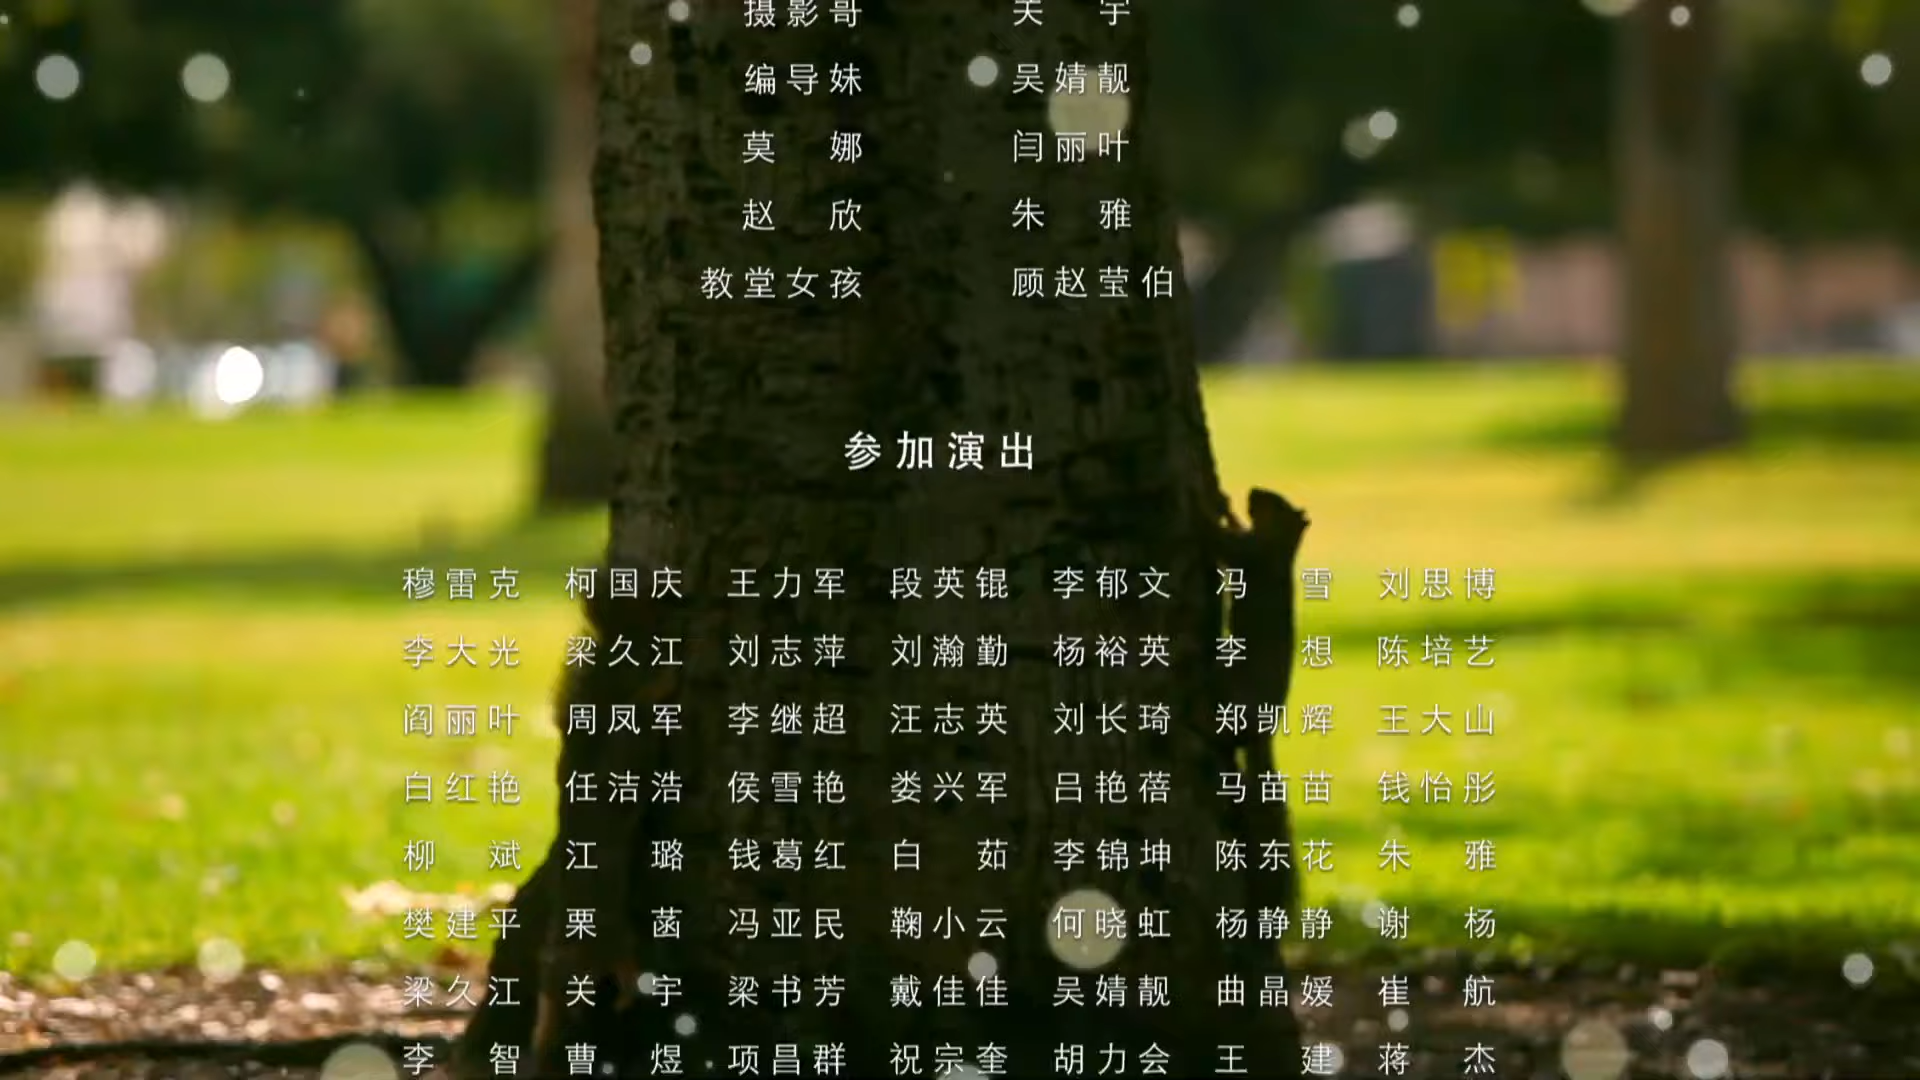 摄影哥 关宇
编导妹 吴婧靓
莫娜 闫丽叶
赵欣 朱雅
教堂女孩 顾赵莹伯
参加演出
穆雷克 柯国庆 王力军 段英锟 李郁文 冯雪 刘思博
李大光 梁久江 刘志萍 刘瀚勤 杨裕英 李想 陈培艺
阎丽叶 周凤军 李继超 汪志英 刘长琦 郑凯辉 王大山
白红艳 任洁浩 侯雪艳 娄兴军 吕艳蓓 马苗苗 钱怡彤
柳斌 江璐 钱葛红 白茹 李锦坤 陈东花 朱雅
樊建平 栗菡 冯亚民 鞠小云 何晓虹 杨静静 谢杨
梁久江 关宇 梁书芳 戴佳佳 吴婧靓 曲晶媛 崔航
李智 曹煜 项昌群 祝宗奎 胡力会 王建 蒋杰